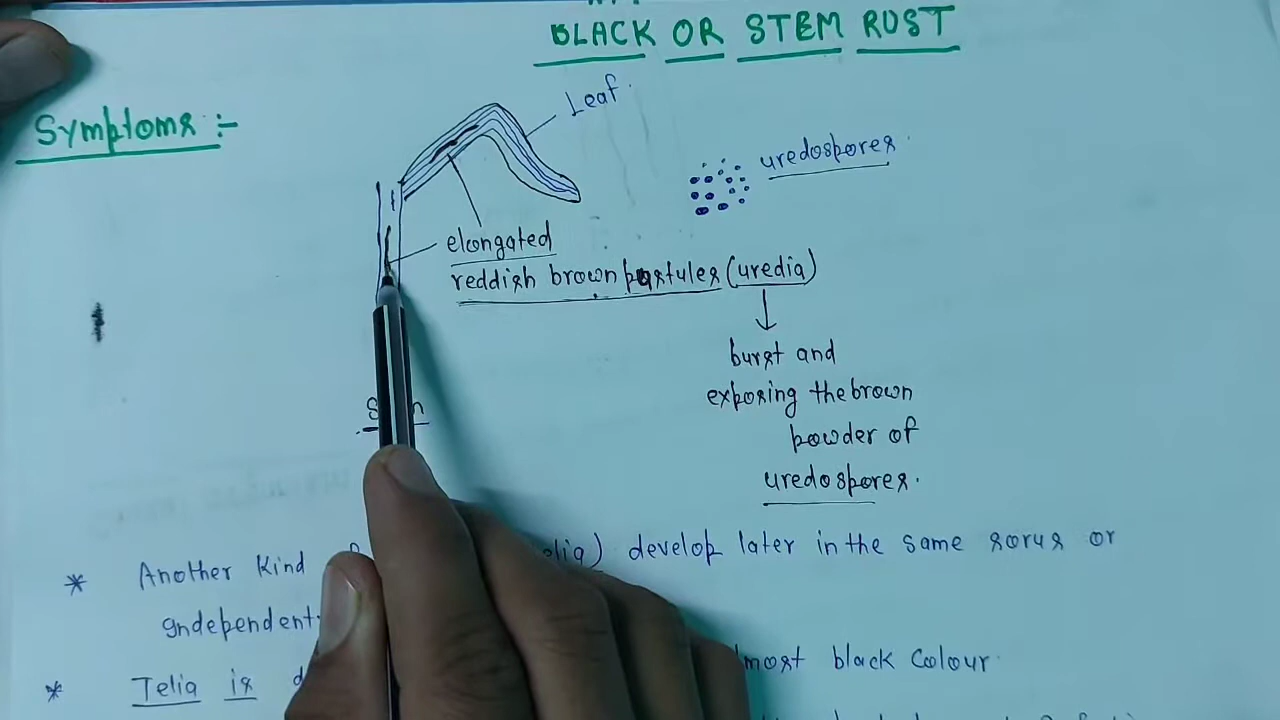 BLACK OR STEM RUST
Symptoms :-
Leaf
uredospores
elongated
reddish brown pustules (uredia)
burst and
exposing the brown
powder of
uredospores.
* Another kind develop later in the same sorus or
independent
* Telia is most black colour